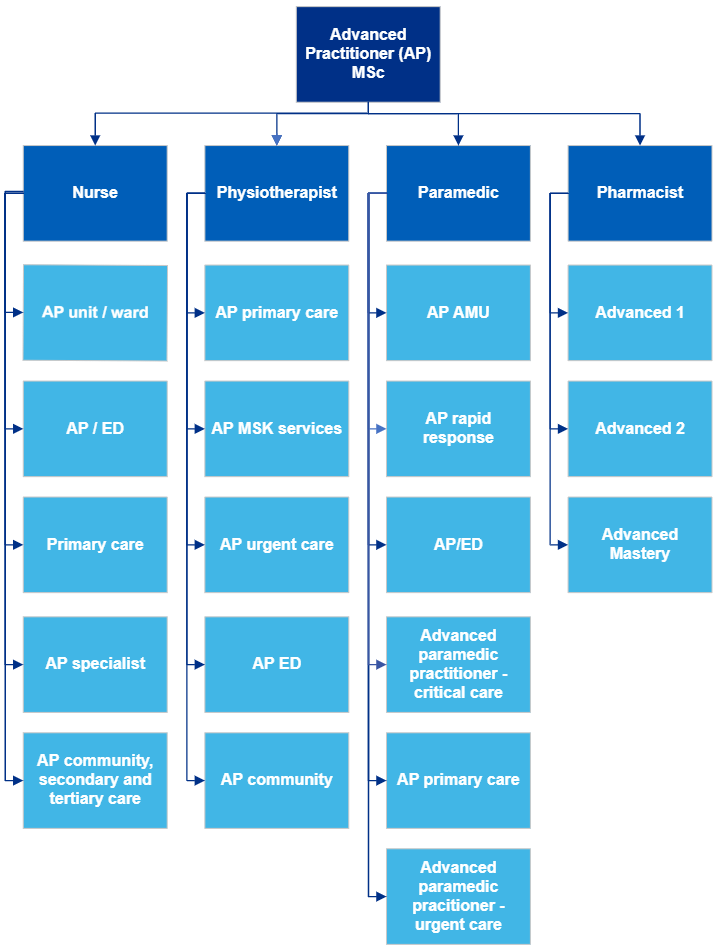 Advanced
Practitioner (AP)
MSc
Nurse
Physiotherapist
Paramedic
Pharmacist
AP unit / ward
AP primary care
AP AMU
Advanced 1
AP / ED
AP MSK services
AP rapid
response
Advanced 2
Primary care
AP urgent care
AP/ED
Advanced
Mastery
AP specialist
AP ED
Advanced
paramedic
practitioner -
critical care
AP community,
secondary and
tertiary care
AP community
AP primary care
Advanced
paramedic
pracitioner -
urgent care